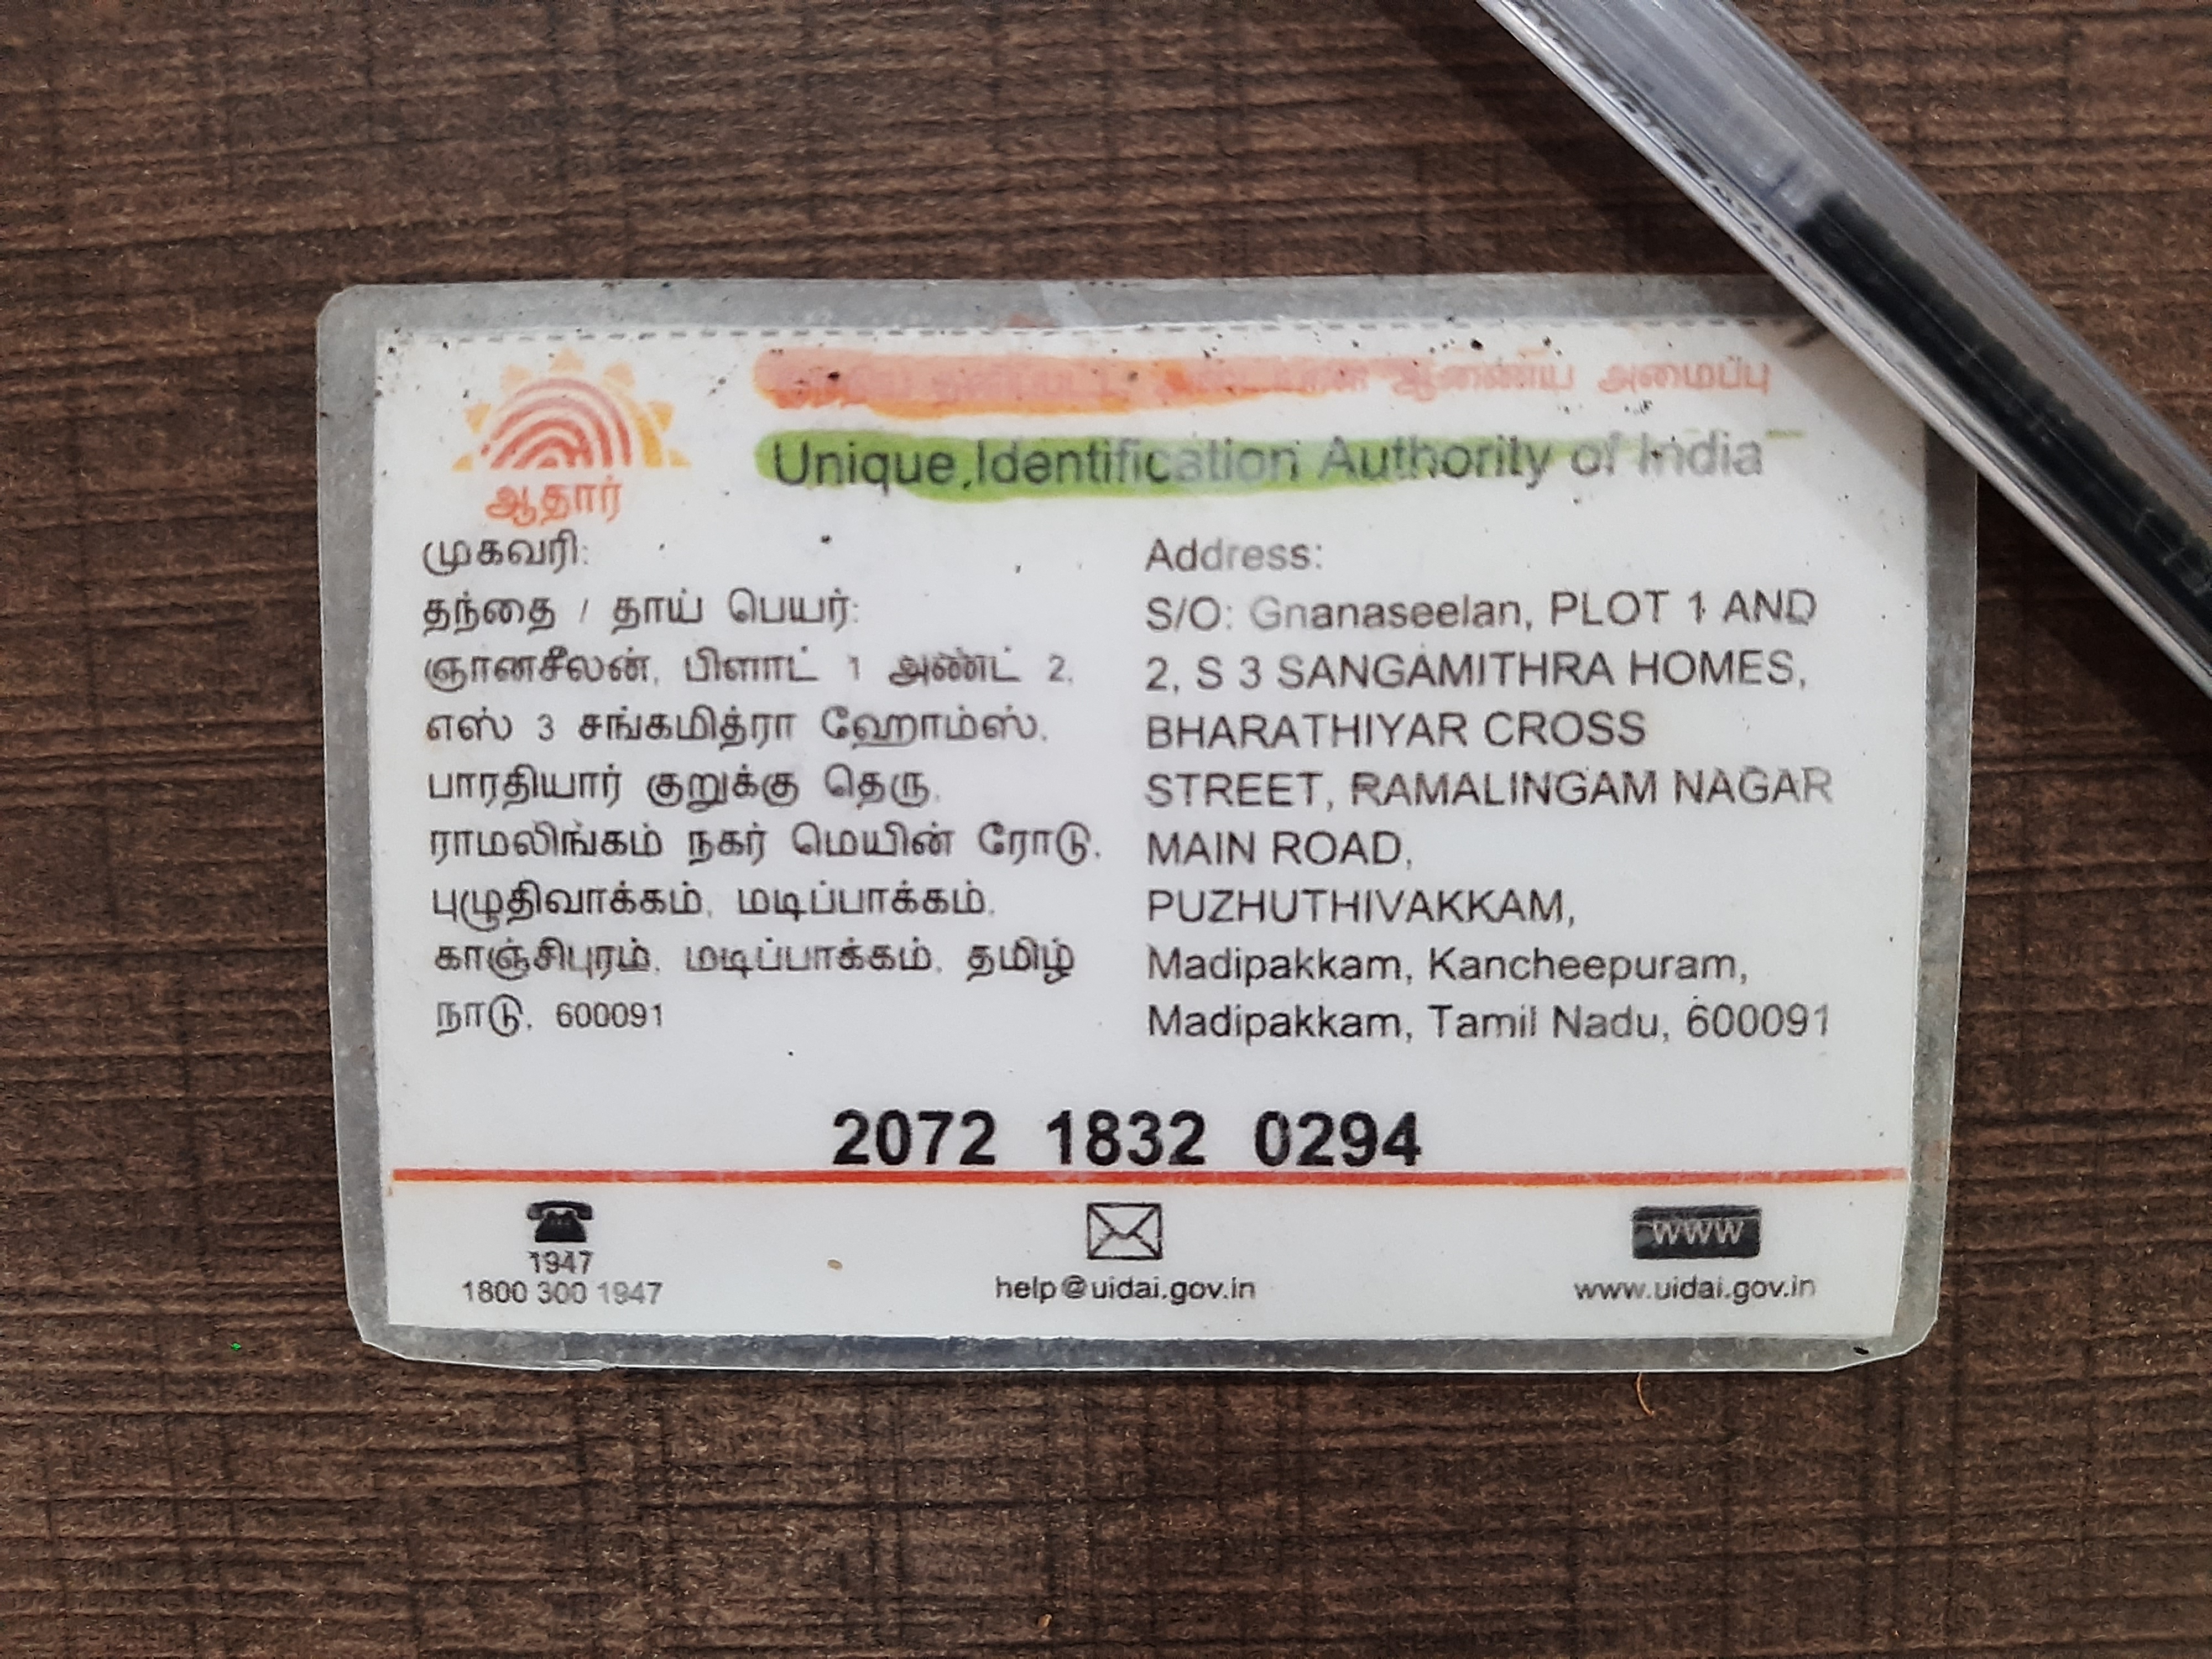 ஆணைய அமைப்பு
Unique Identification Authority of India
ஆதார்
முகவரி:
தந்தை / தாய் பெயர்:
ஞானசீலன், பிளாட் 1 அண்ட் 2,
எஸ் 3 சங்கமித்ரா ஹோம்ஸ்,
பாரதியார் குறுக்கு தெரு,
ராமலிங்கம் நகர் மெயின் ரோடு,
புழுதிவாக்கம், மடிப்பாக்கம்,
காஞ்சிபுரம், மடிப்பாக்கம், தமிழ்
நாடு, 600091
Address:
S/O: Gnanaseelan, PLOT 1 AND
2, S 3 SANGAMITHRA HOMES,
BHARATHIYAR CROSS
STREET, RAMALINGAM NAGAR
MAIN ROAD,
PUZHUTHIVAKKAM,
Madipakkam, Kancheepuram,
Madipakkam, Tamil Nadu, 600091
2072 1832 0294
1947
1800 300 1947
help@uidai.gov.in
www
www.uidai.gov.in